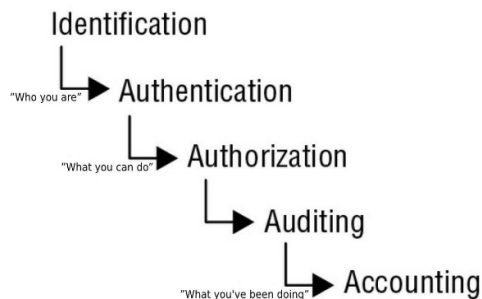 Identification
"Who you are"
Authentication
"What you can do"
Authorization
Auditing
"What you've been doing"
Accounting